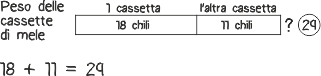 Peso delle cassette di mele
1 cassetta l'altra cassetta
18 chili 11 chili ? 29
18 + 11 = 29